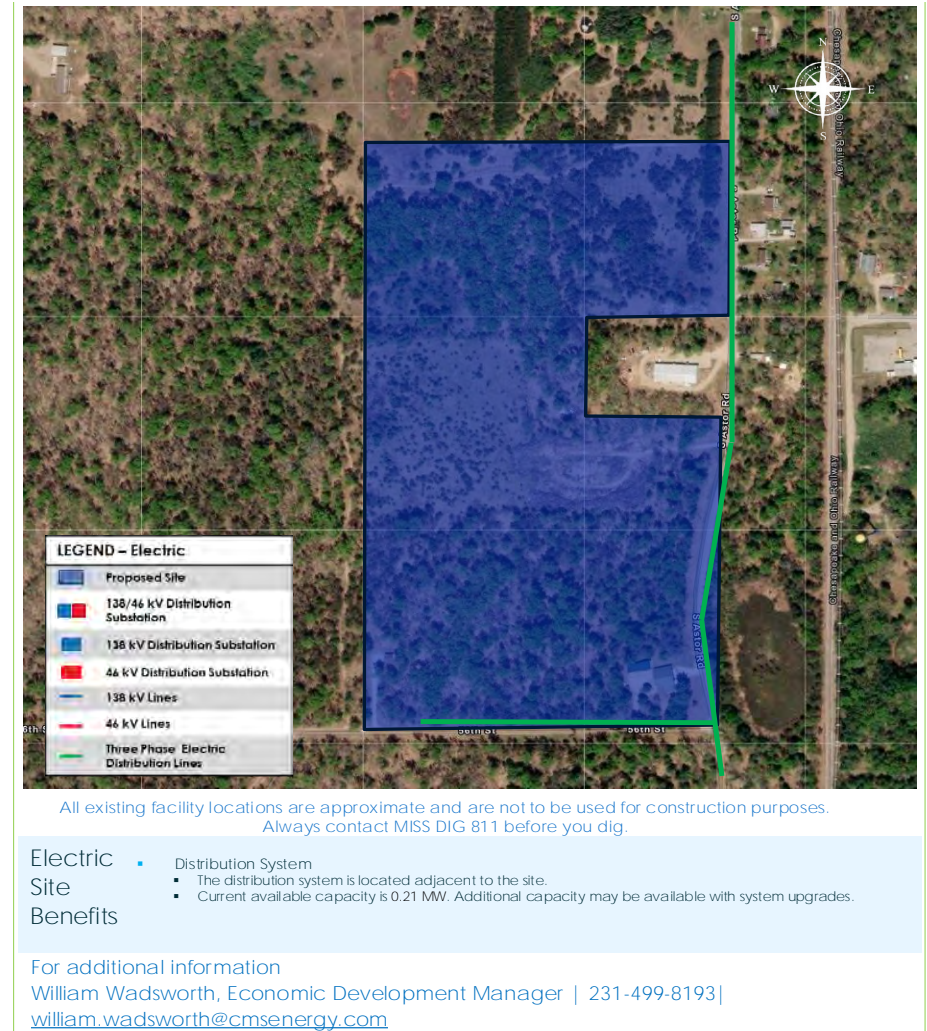 N
W
E
S
Chesapeake and Ohio Railway
S Astor Rd
Chesapeake and Ohio Railway
S Astor Rd
56th St
56th St
LEGEND – Electric
Proposed Site
138/46 kV Distribution
Substation
138 kV Distribution Substation
46 kV Distribution Substation
138 kV Lines
46 kV Lines
Three Phase Electric
Distribution Lines
All existing facility locations are approximate and are not to be used for construction purposes.
Always contact MISS DIG 811 before you dig.
Electric
Site
Benefits
▪ Distribution System
▪ The distribution system is located adjacent to the site.
▪ Current available capacity is 0.21 MW. Additional capacity may be available with system upgrades.
For additional information
William Wadsworth, Economic Development Manager | 231-499-8193|
william.wadsworth@cmsenergy.com